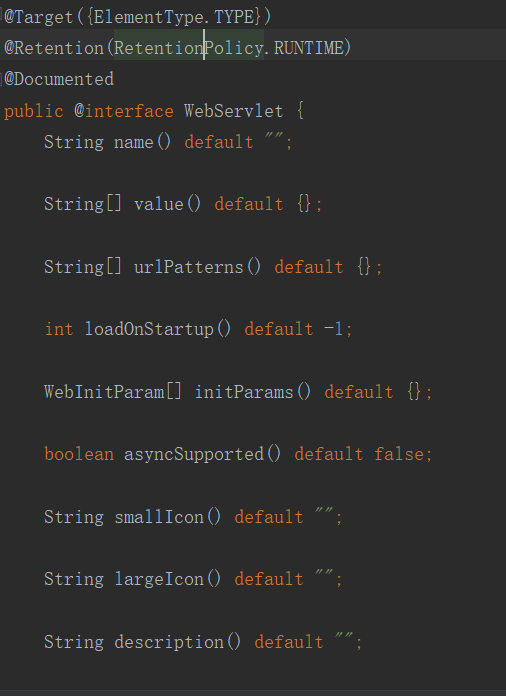 @Target({ElementType.TYPE})
@Retention(RetentionPolicy.RUNTIME)
@Documented
public @interface WebServlet {
String name() default "";
String[] value() default {};
String[] urlPatterns() default {};
int loadOnStartup() default -1;
WebInitParam[] initParams() default {};
boolean asyncSupported() default false;
String smallIcon() default "";
String largeIcon() default "";
String description() default "";